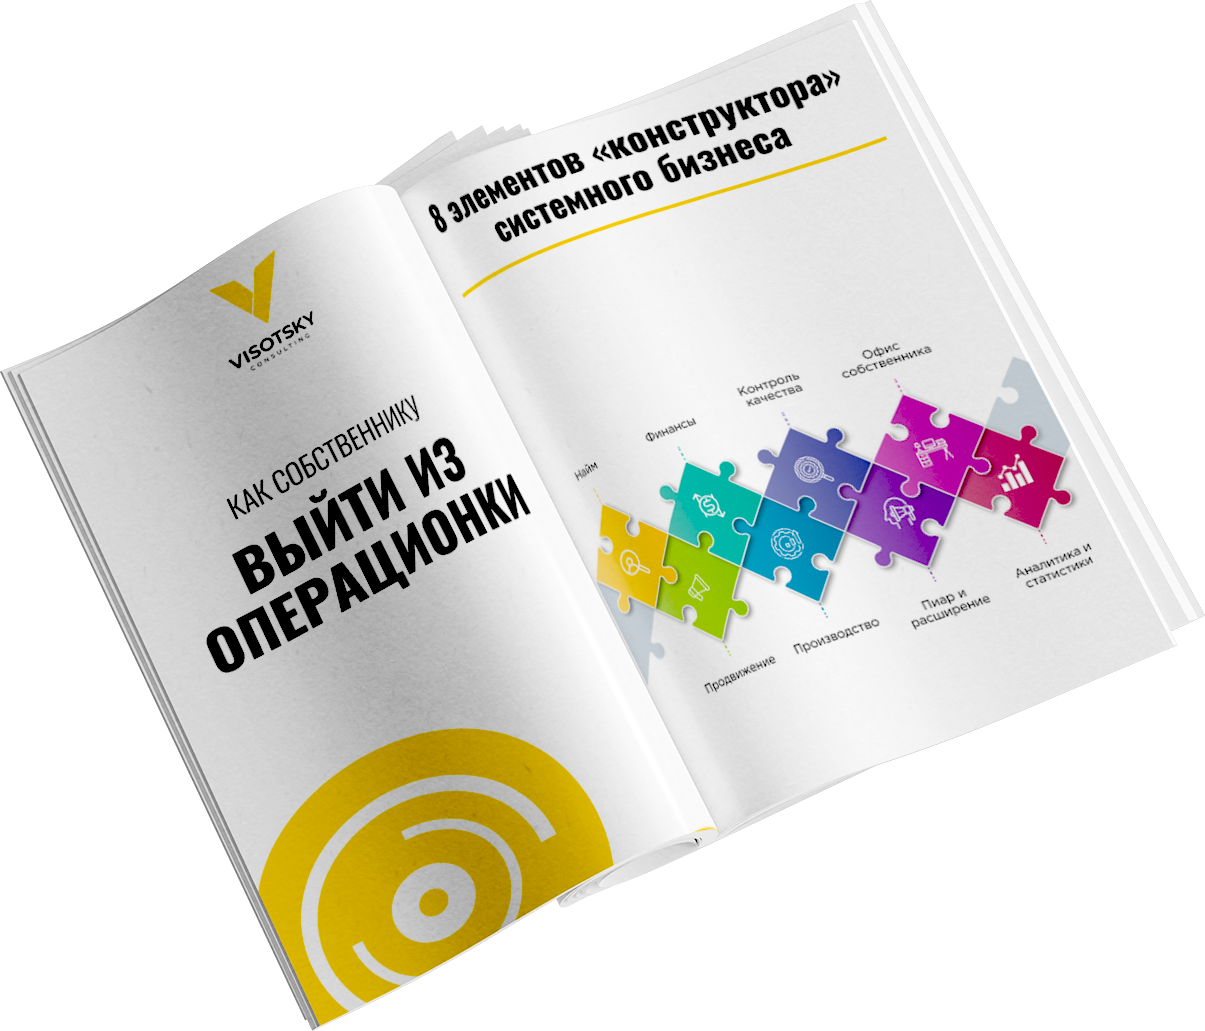 VISOTSKY
CONSULTING
КАК СОБСТВЕННИКУ
ВЫЙТИ ИЗ
ОПЕРАЦИОНКИ
8 элементов «конструктора»
системного бизнеса
Найм
Финансы
Контроль
качества
Офис
собственника
Продвижение
Производство
Пиар и
расширение
Аналитика и
статистики